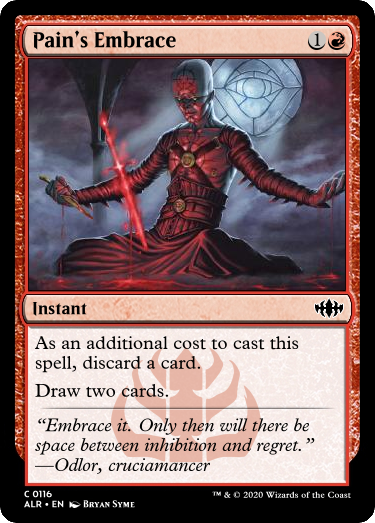 Pain's Embrace 1
Instant
As an additional cost to cast this
spell, discard a card.
Draw two cards.
“Embrace it. Only then will there be
space between inhibition and regret.”
—Odlor, cruciamancer
C 0116
ALR • EN Bryan Syme
™ & © 2020 Wizards of the Coast